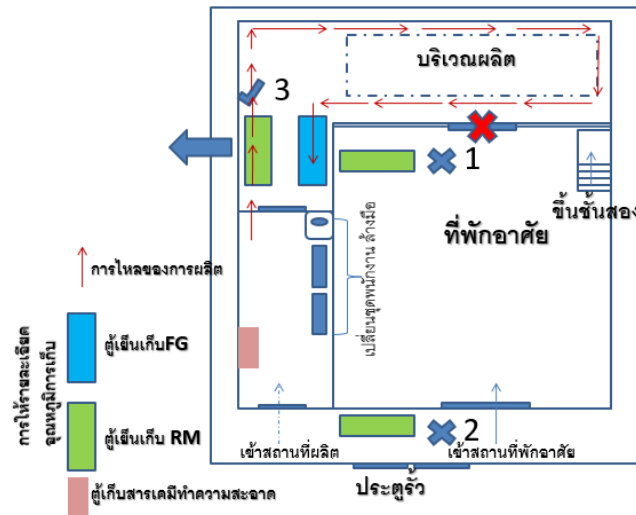 บริเวณผลิต
3
1
ขึ้นชั้นสอง
ที่พักอาศัย
เปลี่ยนชุดพนักงาน ล้างมือ
การไหลของการผลิต
การให้รายละเอียด
อุณหภูมิการเก็บ
ตู้เย็นเก็บFG
ตู้เย็นเก็บ RM
ตู้เก็บสารเคมีทำความสะอาด
2
เข้าสถานที่ผลิต
เข้าสถานที่พักอาศัย
ประตูรั้ว